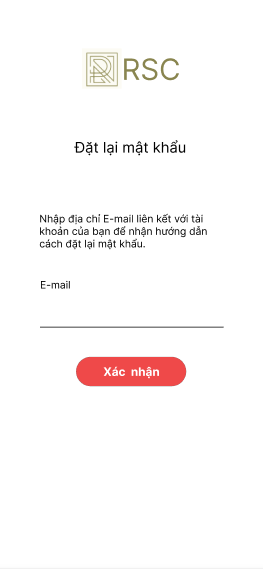 RSC
Đặt lại mật khẩu
Nhập địa chỉ E-mail liên kết với tài
khoản của bạn để nhận hướng dẫn
cách đặt lại mật khẩu.
E-mail
Xác nhận